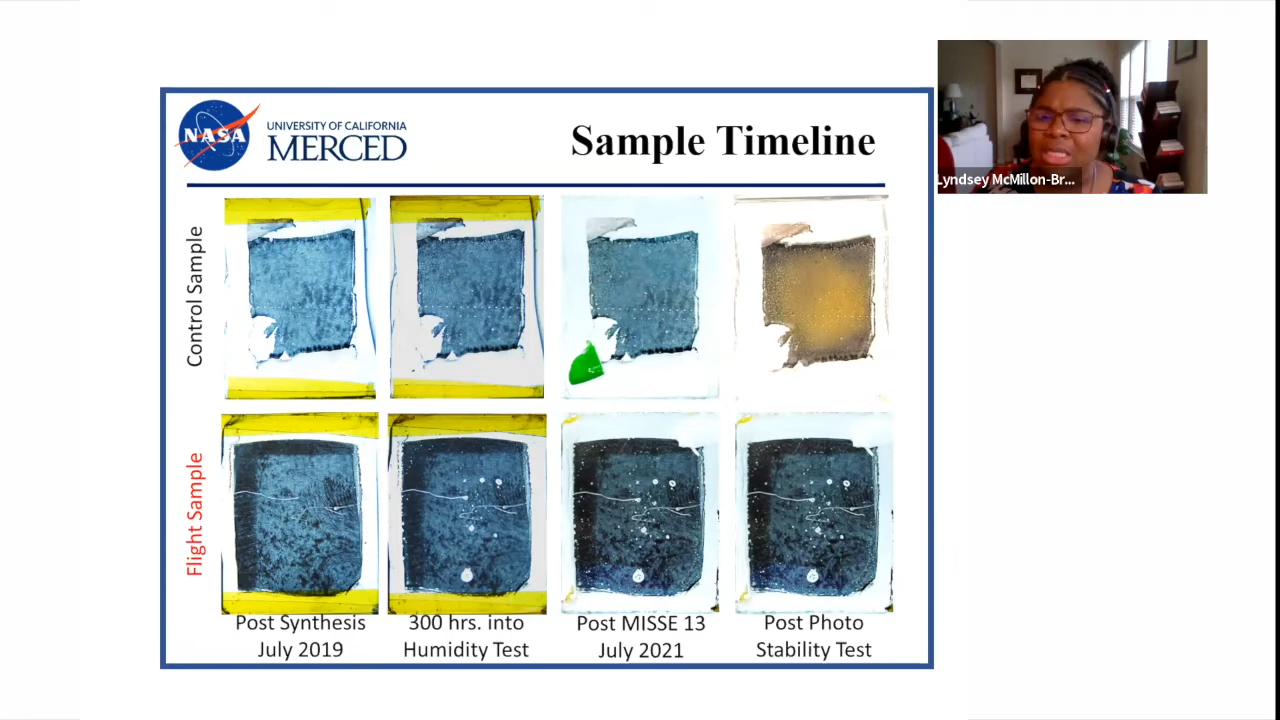 NASA
UNIVERSITY OF CALIFORNIA
MERCED
Sample Timeline
Lyndsey McMillon-Br...
Control Sample
Flight Sample
Post Synthesis
July 2019
300 hrs. into
Humidity Test
Post MISSE 13
July 2021
Post Photo
Stability Test